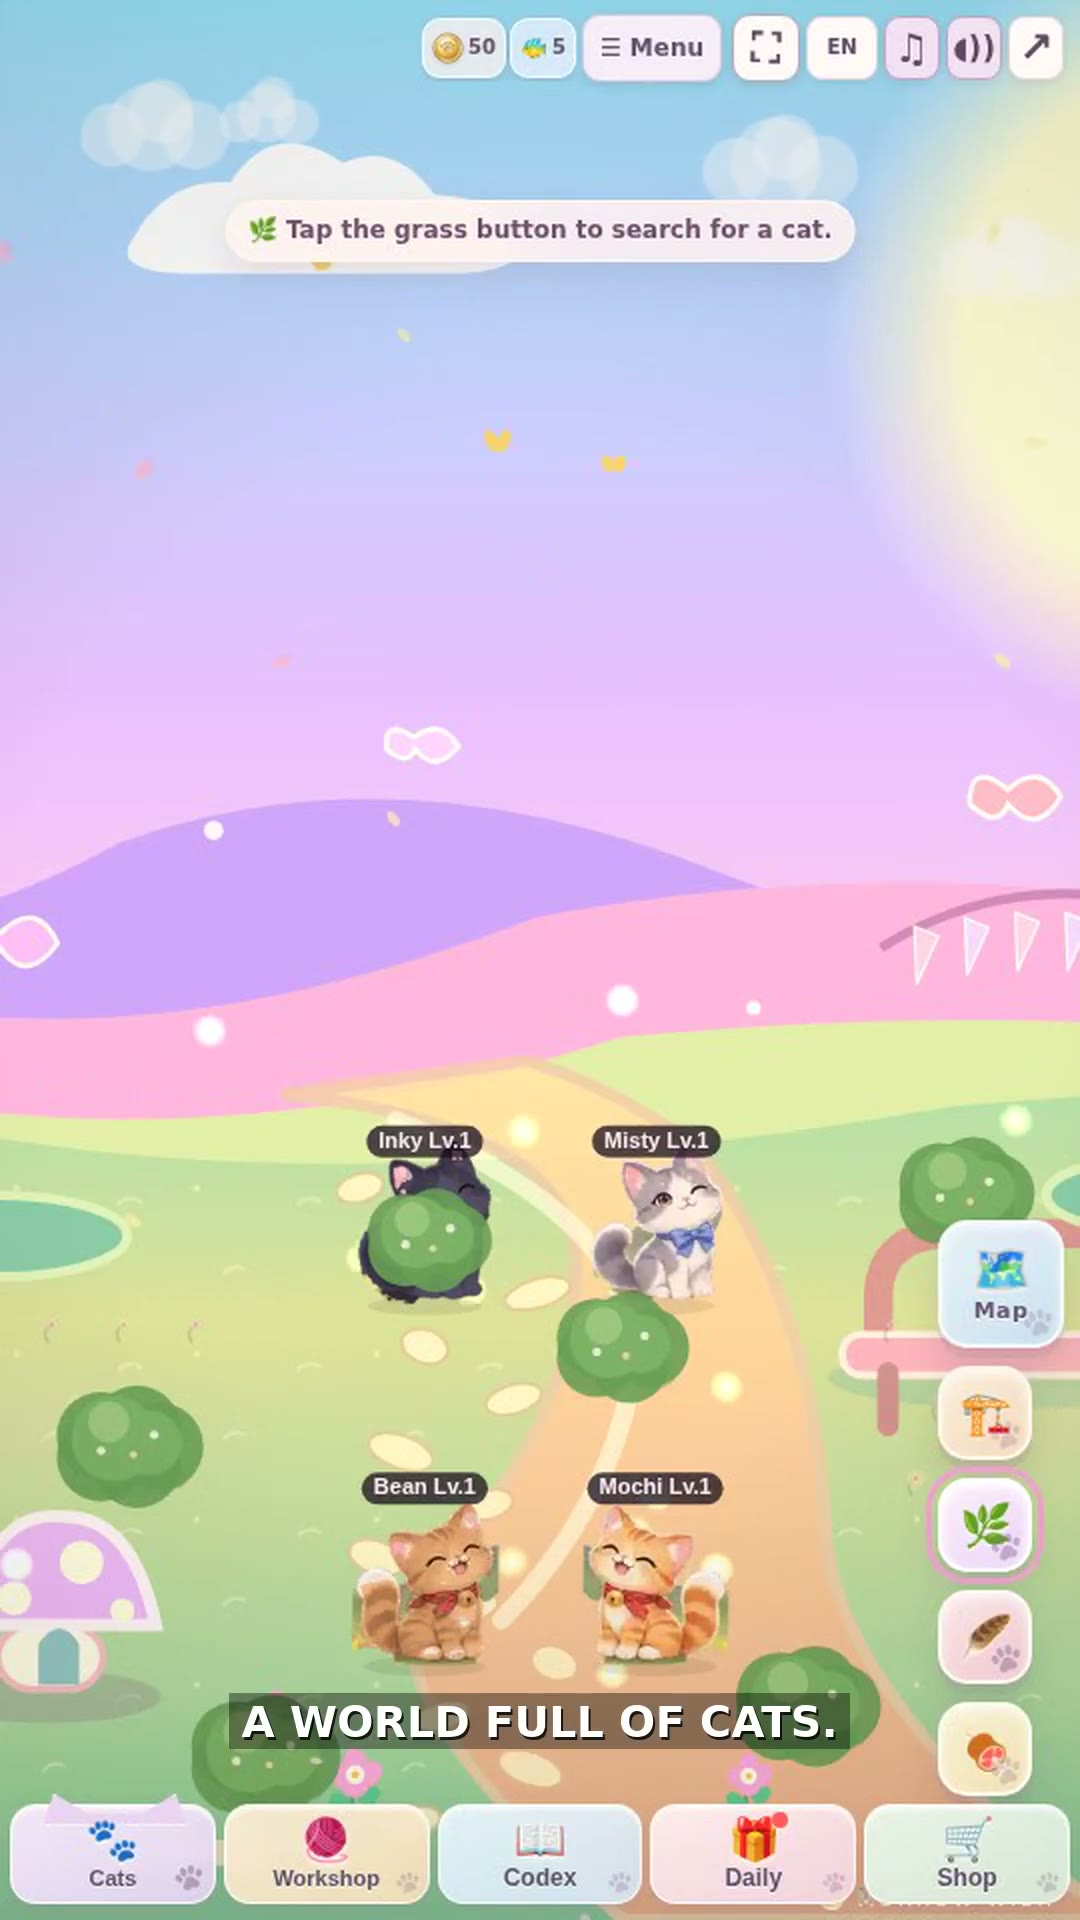 50
5
☰ Menu
EN
Tap the grass button to search for a cat.
Inky Lv.1
Misty Lv.1
Map
Bean Lv.1
Mochi Lv.1
A WORLD FULL OF CATS.
Cats
Workshop
Codex
Daily
Shop